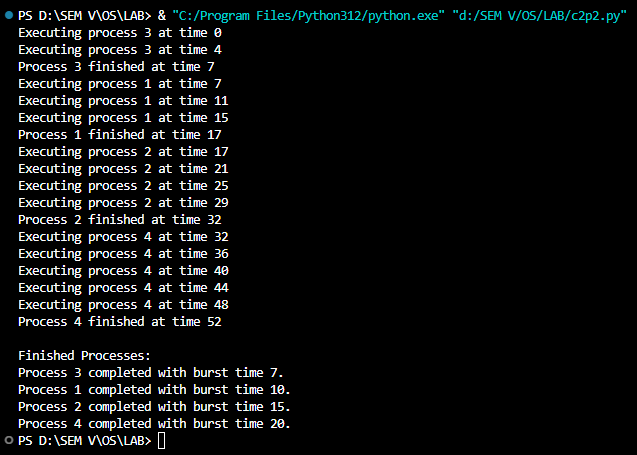 PS D:\SEM V\OS\LAB> & "C:/Program Files/Python312/python.exe" "d:/SEM V/OS/LAB/c2p2.py"
Executing process 3 at time 0
Executing process 3 at time 4
Process 3 finished at time 7
Executing process 1 at time 7
Executing process 1 at time 11
Executing process 1 at time 15
Process 1 finished at time 17
Executing process 2 at time 17
Executing process 2 at time 21
Executing process 2 at time 25
Executing process 2 at time 29
Process 2 finished at time 32
Executing process 4 at time 32
Executing process 4 at time 36
Executing process 4 at time 40
Executing process 4 at time 44
Executing process 4 at time 48
Process 4 finished at time 52
Finished Processes:
Process 3 completed with burst time 7.
Process 1 completed with burst time 10.
Process 2 completed with burst time 15.
Process 4 completed with burst time 20.
PS D:\SEM V\OS\LAB>